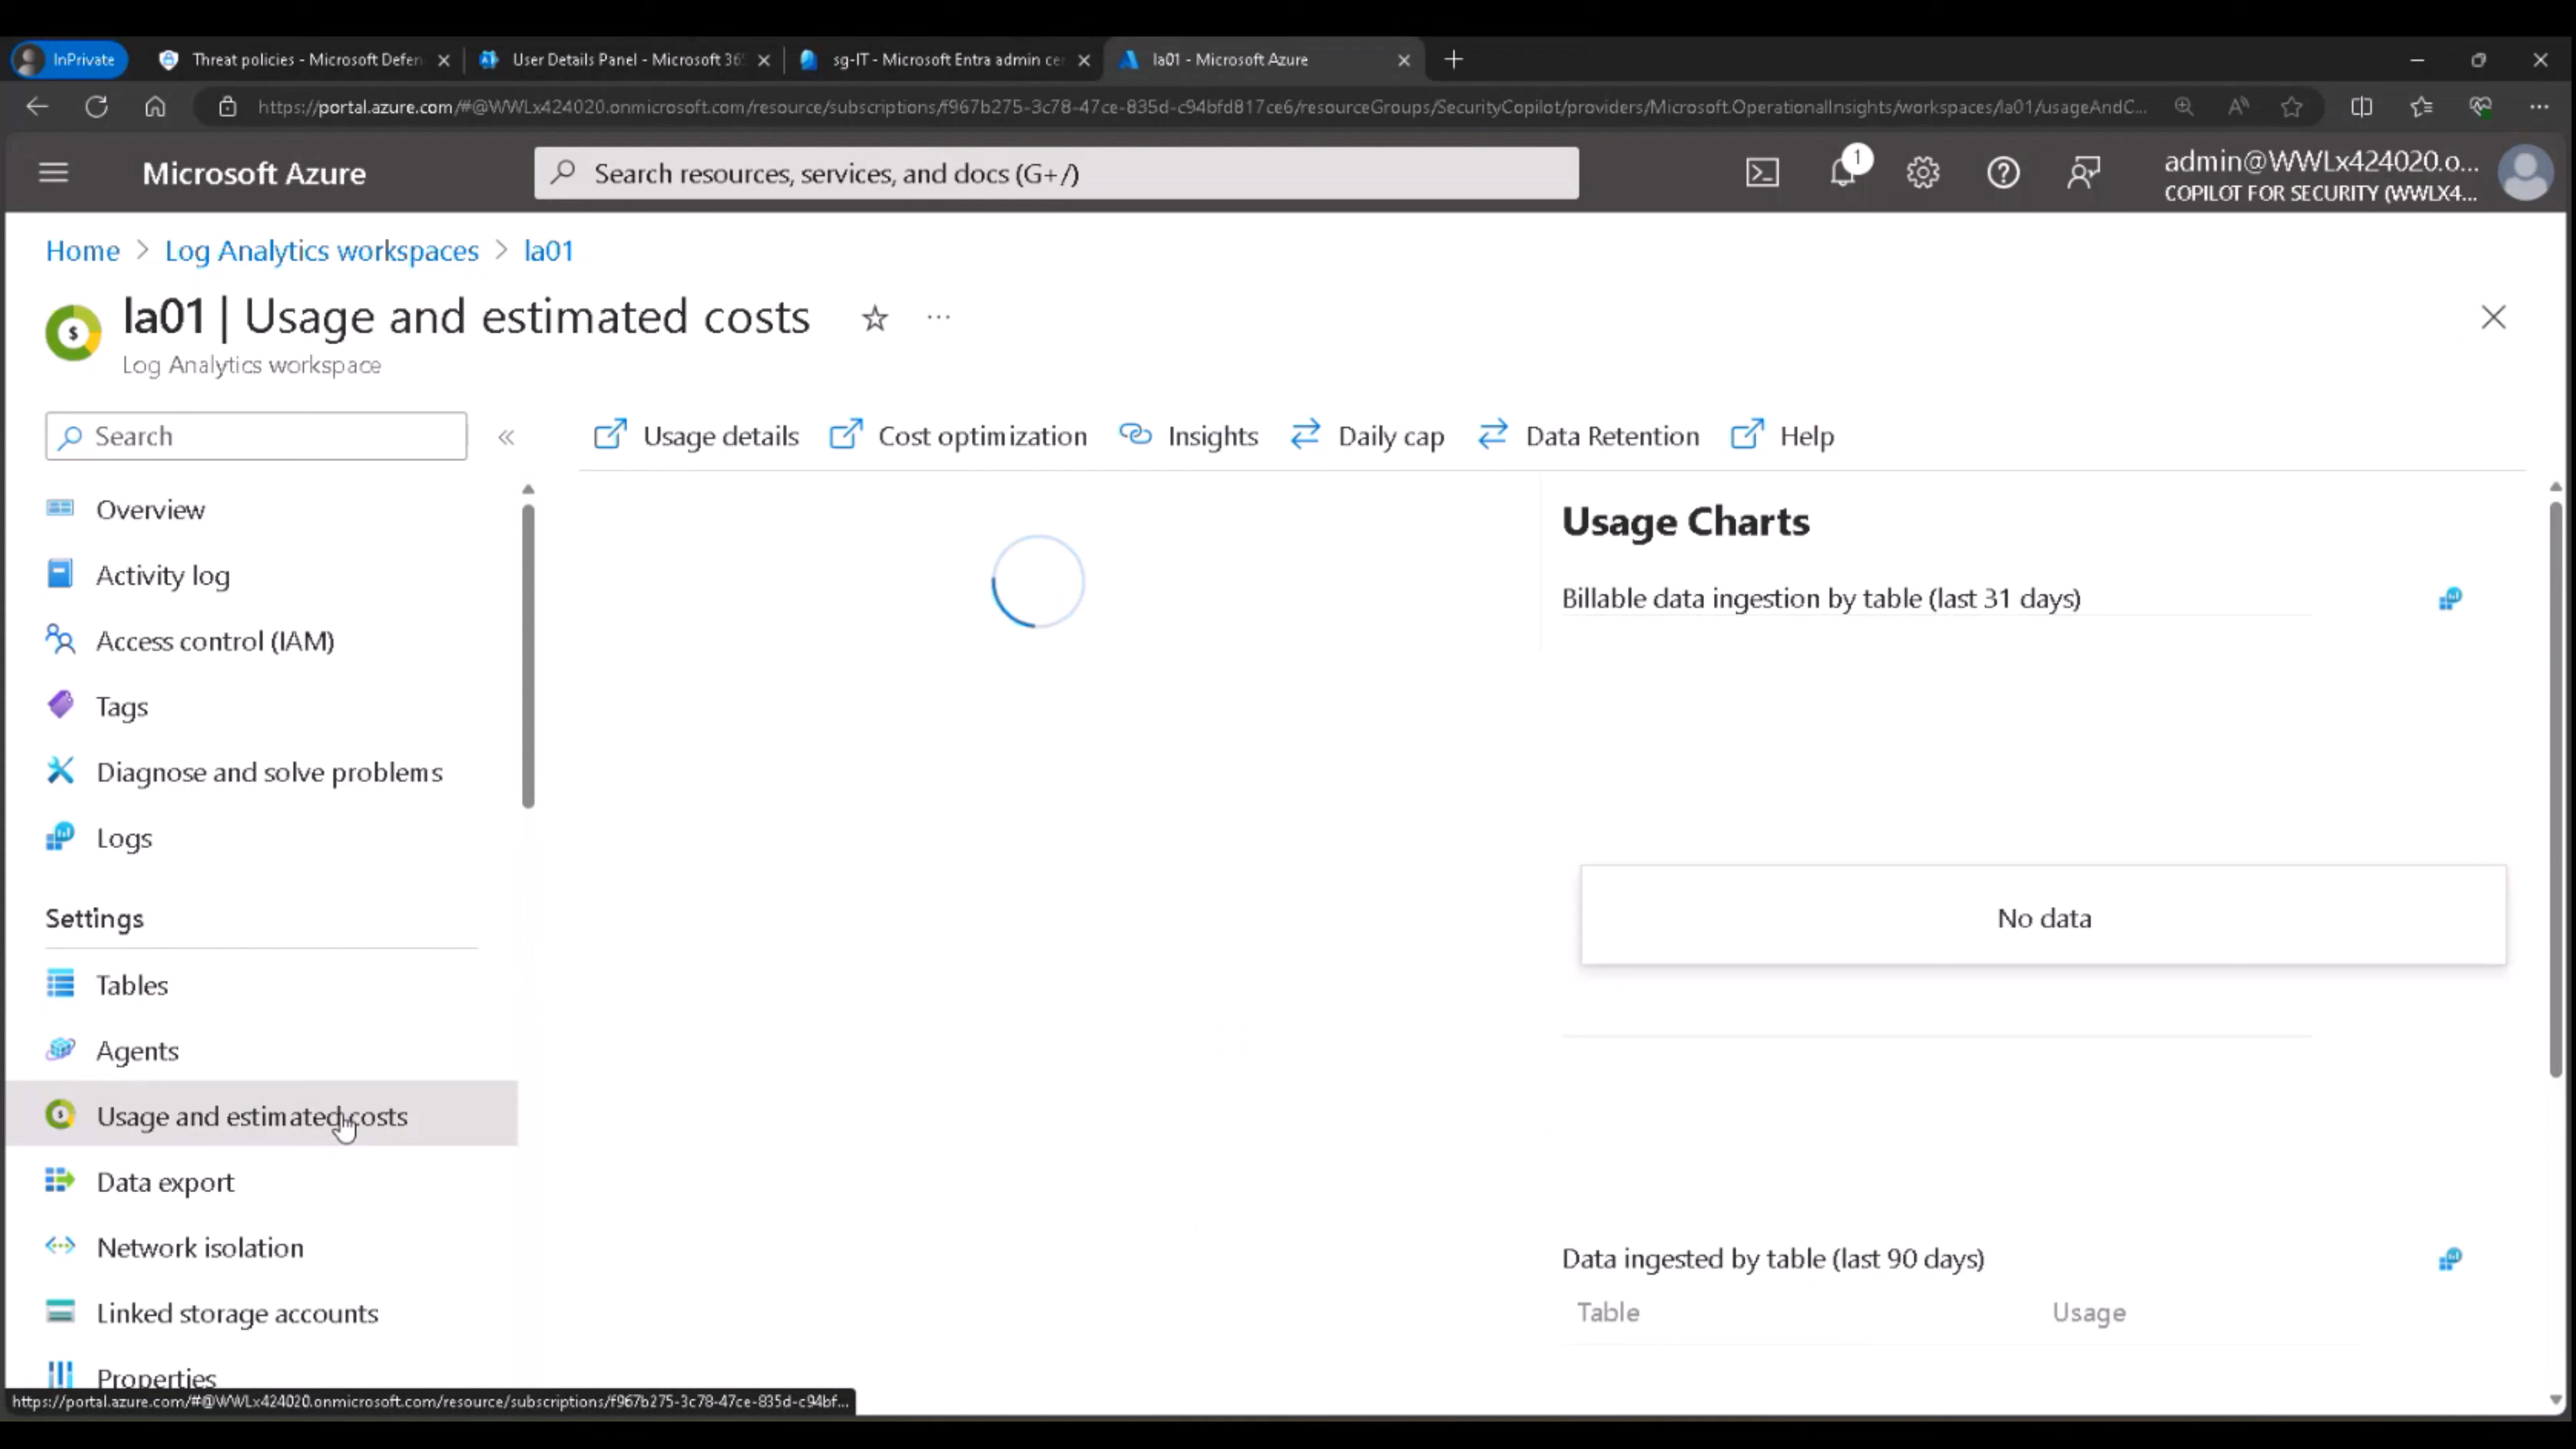 InPrivate
Threat policies - Microsoft Defen
User Details Panel - Microsoft 36
sg-IT - Microsoft Entra admin ce
la01 - Microsoft Azure
https://portal.azure.com/#@WWLx424020.onmicrosoft.com/resource/subscriptions/f967b275-3c78-47ce-835d-c94bfd817ce6/resourceGroups/SecurityCopilot/providers/Microsoft.OperationalInsights/workspaces/la01/usageAndC...
Microsoft Azure
Search resources, services, and docs (G+/)
1
admin@WWLx424020.o...
COPILOT FOR SECURITY (WWLX4...
Home > Log Analytics workspaces > la01
la01 | Usage and estimated costs
Log Analytics workspace
Search
Usage details
Cost optimization
Insights
Daily cap
Data Retention
Help
Overview
Activity log
Access control (IAM)
Tags
Diagnose and solve problems
Logs
Settings
Tables
Agents
Usage and estimated costs
Data export
Network isolation
Linked storage accounts
Properties
Usage Charts
Billable data ingestion by table (last 31 days)
No data
Data ingested by table (last 90 days)
Table
Usage
https://portal.azure.com/#@WWLx424020.onmicrosoft.com/resource/subscriptions/f967b275-3c78-47ce-835d-c94bf...